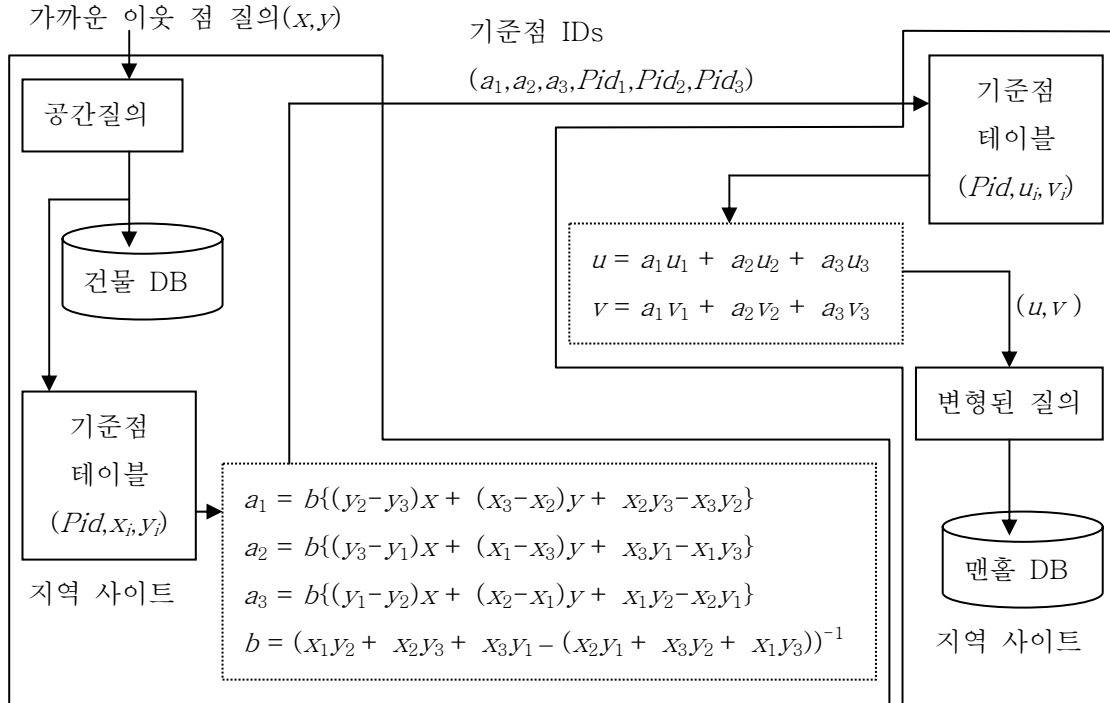 가까운 이웃 점 질의(x,y)
공간질의
건물 DB
기준점
테이블
(Pid,xᵢ,yᵢ)
지역 사이트
a₁ = b{(y₂−y₃)x + (x₃−x₂)y + x₂y₃−x₃y₂}
a₂ = b{(y₃−y₁)x + (x₁−x₃)y + x₃y₁−x₁y₃}
a₃ = b{(y₁−y₂)x + (x₂−x₁)y + x₁y₂−x₂y₁}
b = (x₁y₂ + x₂y₃ + x₃y₁ − (x₂y₁ + x₃y₂ + x₁y₃))⁻¹
기준점 IDs
(a₁,a₂,a₃,Pid₁,Pid₂,Pid₃)
기준점
테이블
(Pid,uᵢ,vᵢ)
u = a₁u₁ + a₂u₂ + a₃u₃
v = a₁v₁ + a₂v₂ + a₃v₃
(u,v)
변형된 질의
맨홀 DB
지역 사이트